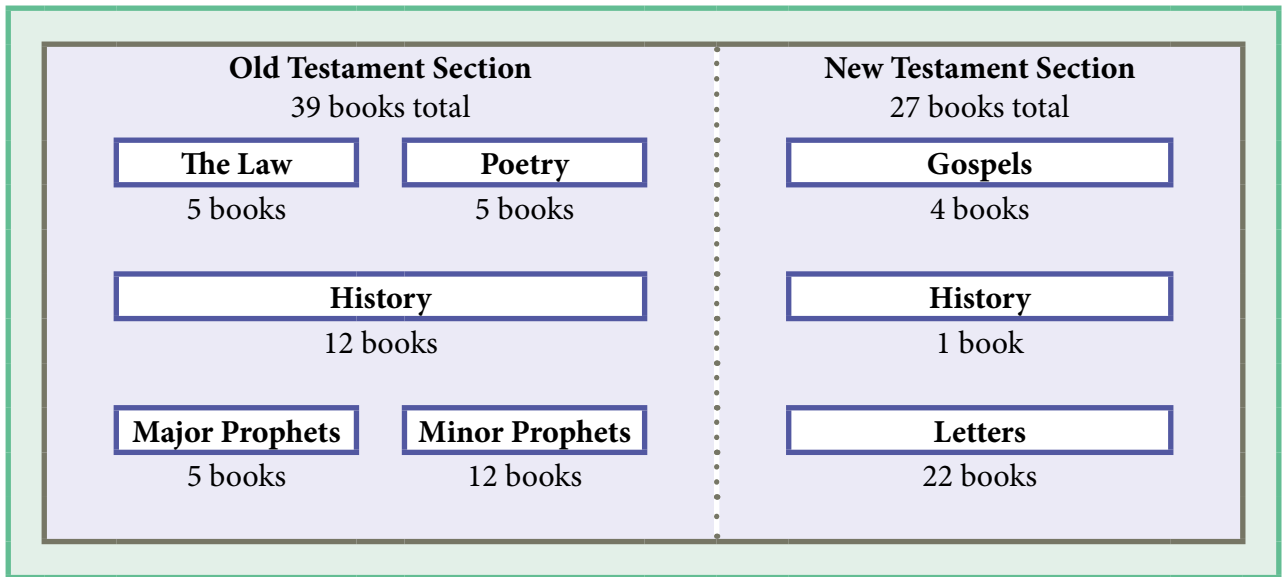 Old Testament Section
39 books total
The Law
5 books
Poetry
5 books
History
12 books
Major Prophets
5 books
Minor Prophets
12 books
New Testament Section
27 books total
Gospels
4 books
History
1 book
Letters
22 books